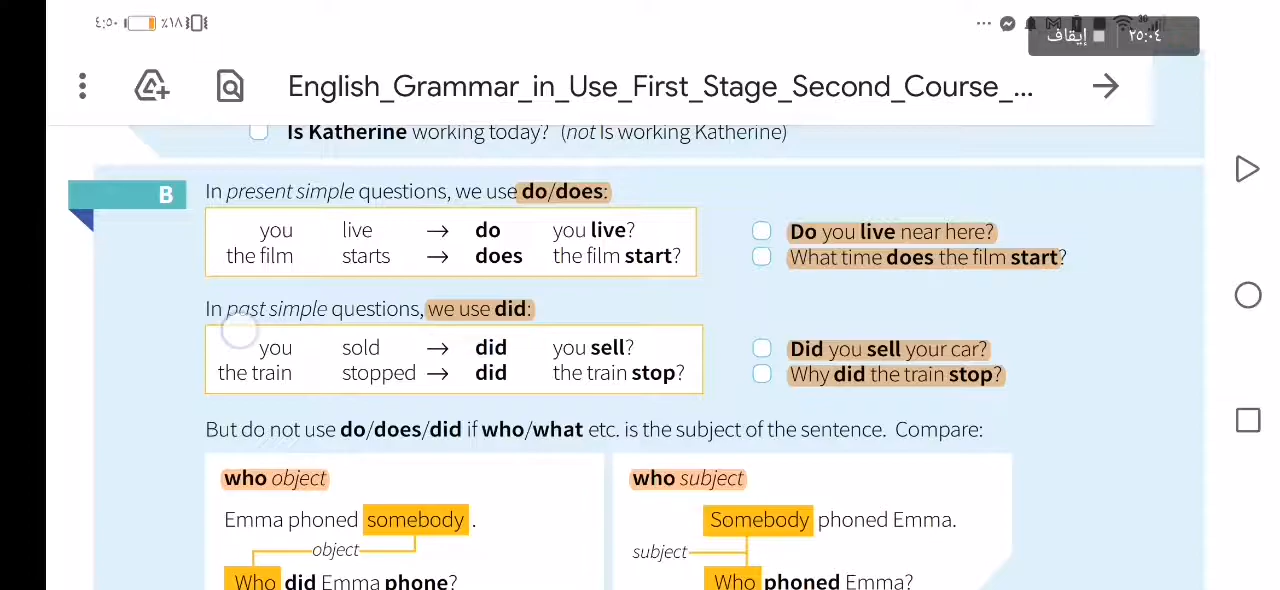 ٤:٥٠ ٪١٨
إيقاف ٢٥:٠٤
English_Grammar_in_Use_First_Stage_Second_Course_...
Is Katherine working today? (not Is working Katherine)
B
In present simple questions, we use do/does:
you live → do you live?
the film starts → does the film start?
Do you live near here?
What time does the film start?
In past simple questions, we use did:
you sold → did you sell?
the train stopped → did the train stop?
Did you sell your car?
Why did the train stop?
But do not use do/does/did if who/what etc. is the subject of the sentence. Compare:
who object
Emma phoned somebody.
object
Who did Emma phone?
who subject
Somebody phoned Emma.
subject
Who phoned Emma?